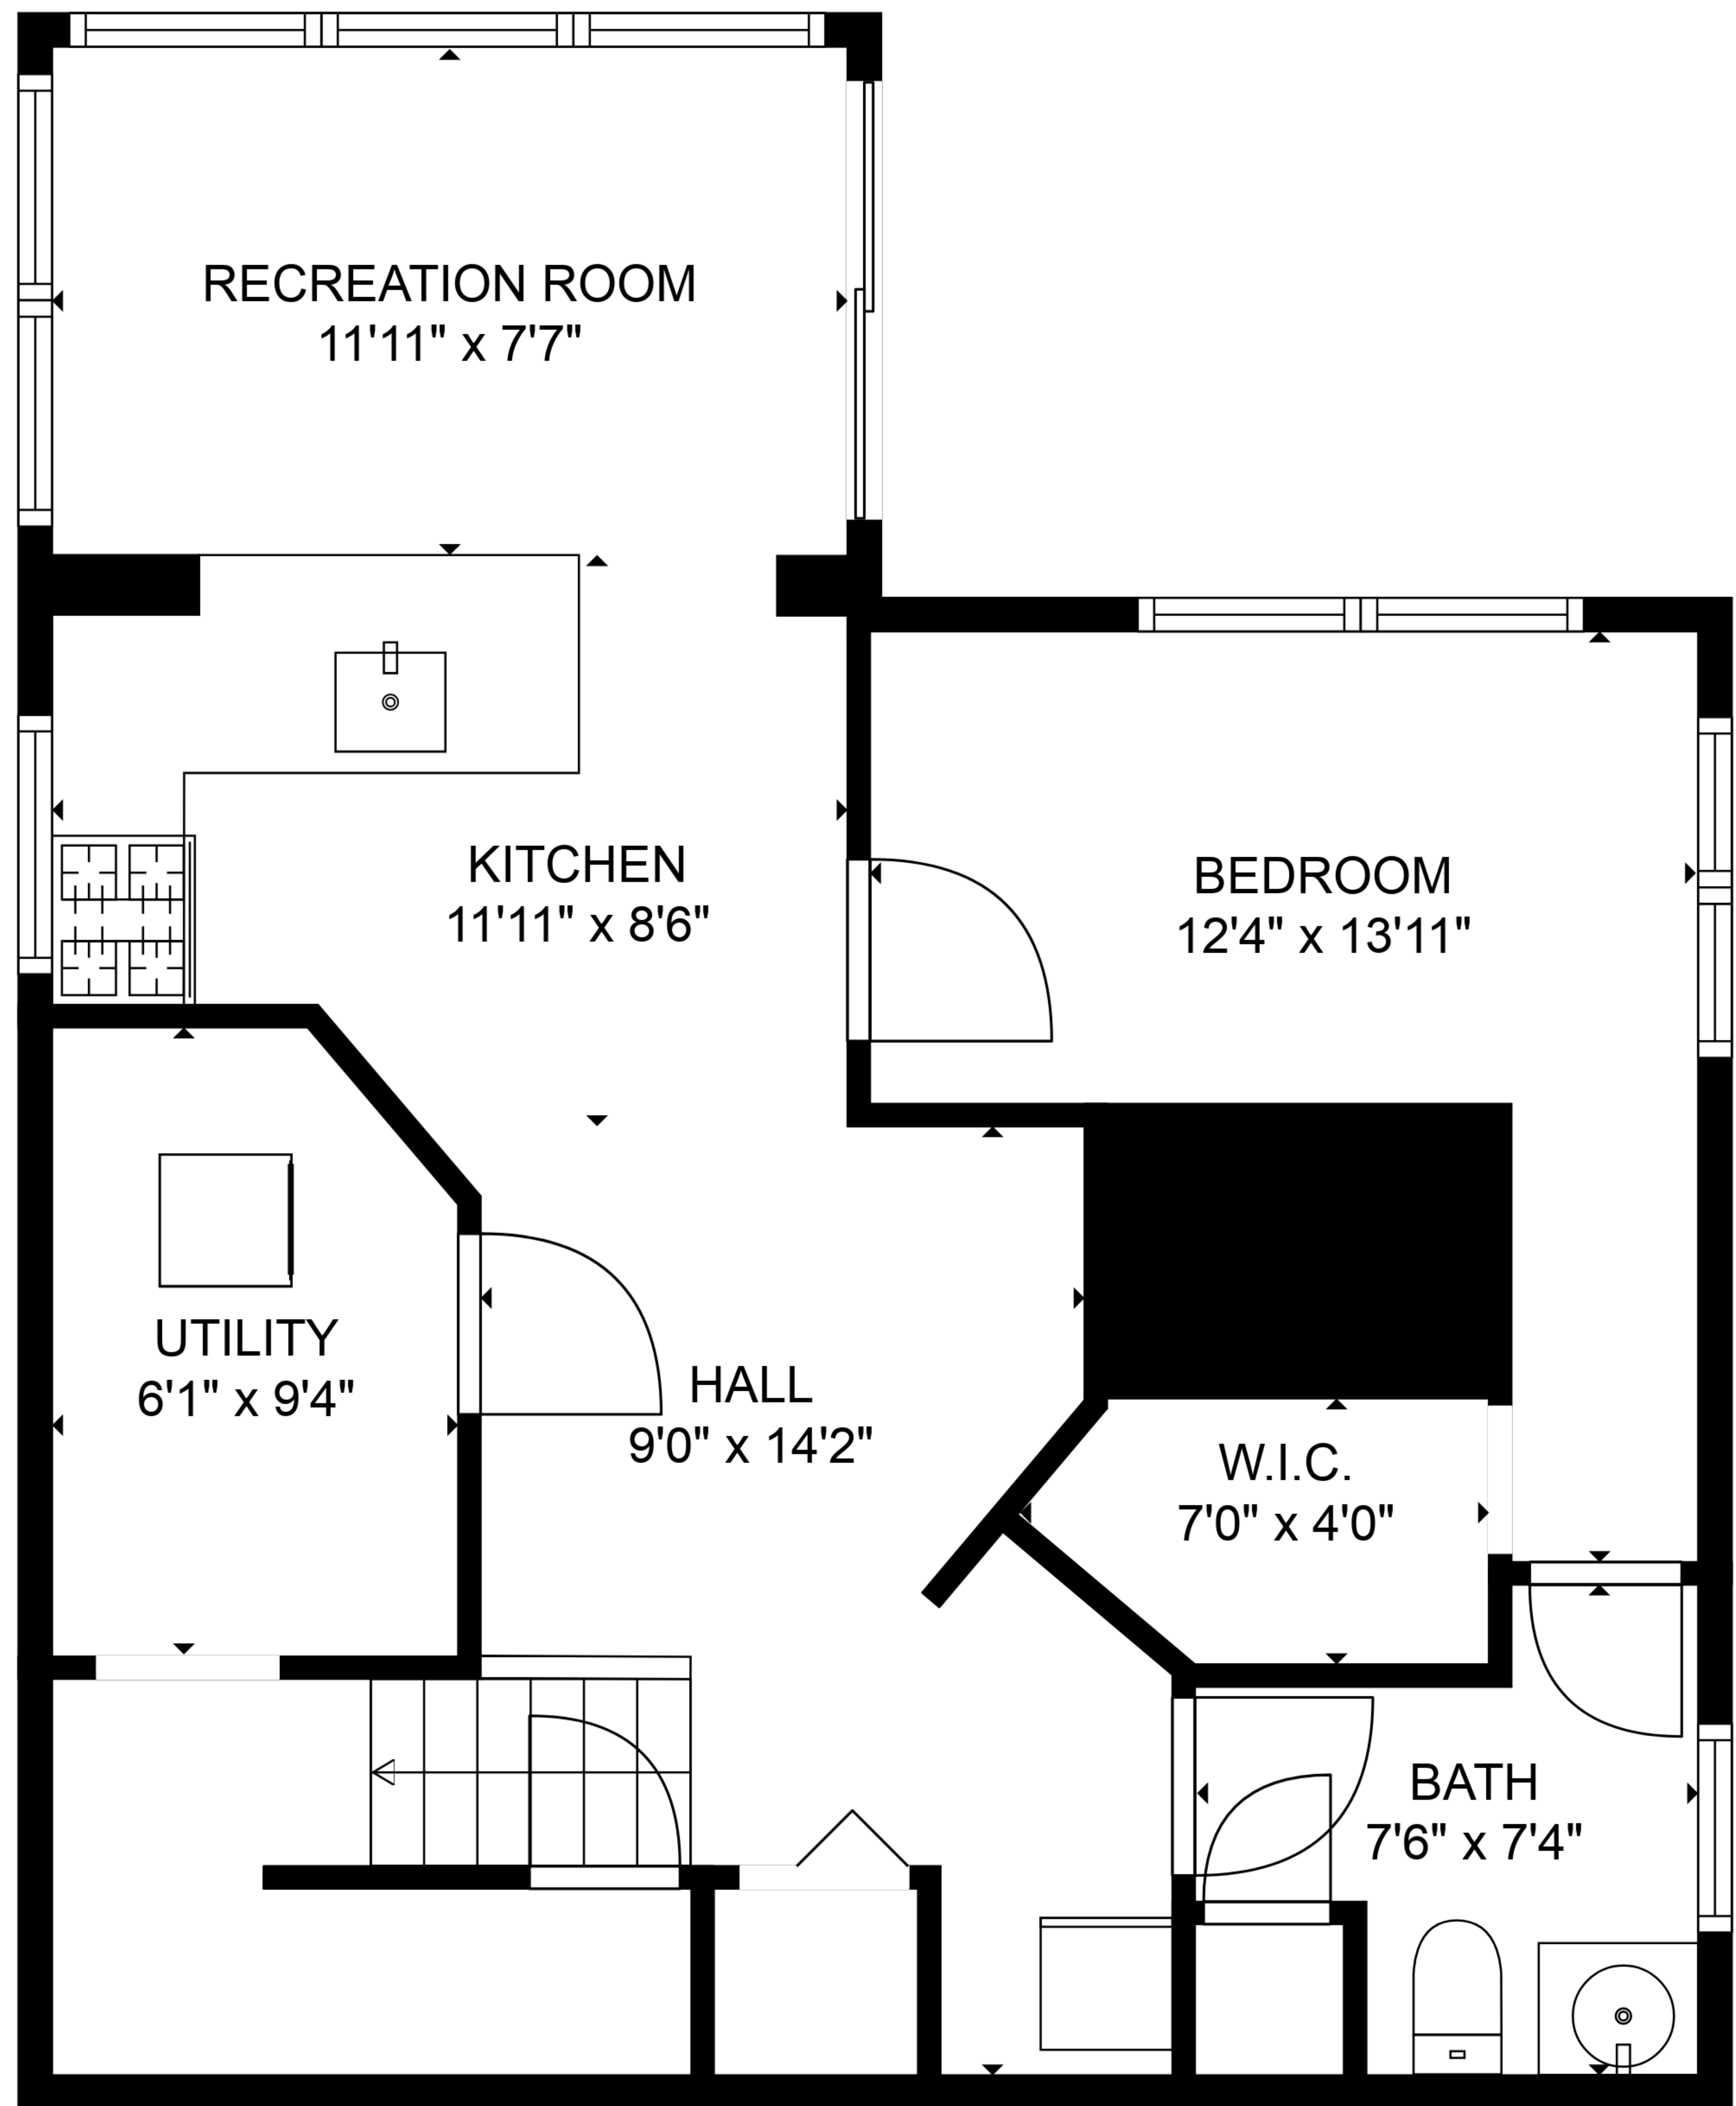 RECREATION ROOM
11'11" x 7'7"
KITCHEN
11'11" x 8'6"
BEDROOM
12'4" x 13'11"
UTILITY
6'1" x 9'4"
HALL
9'0" x 14'2"
W.I.C.
7'0" x 4'0"
BATH
7'6" x 7'4"